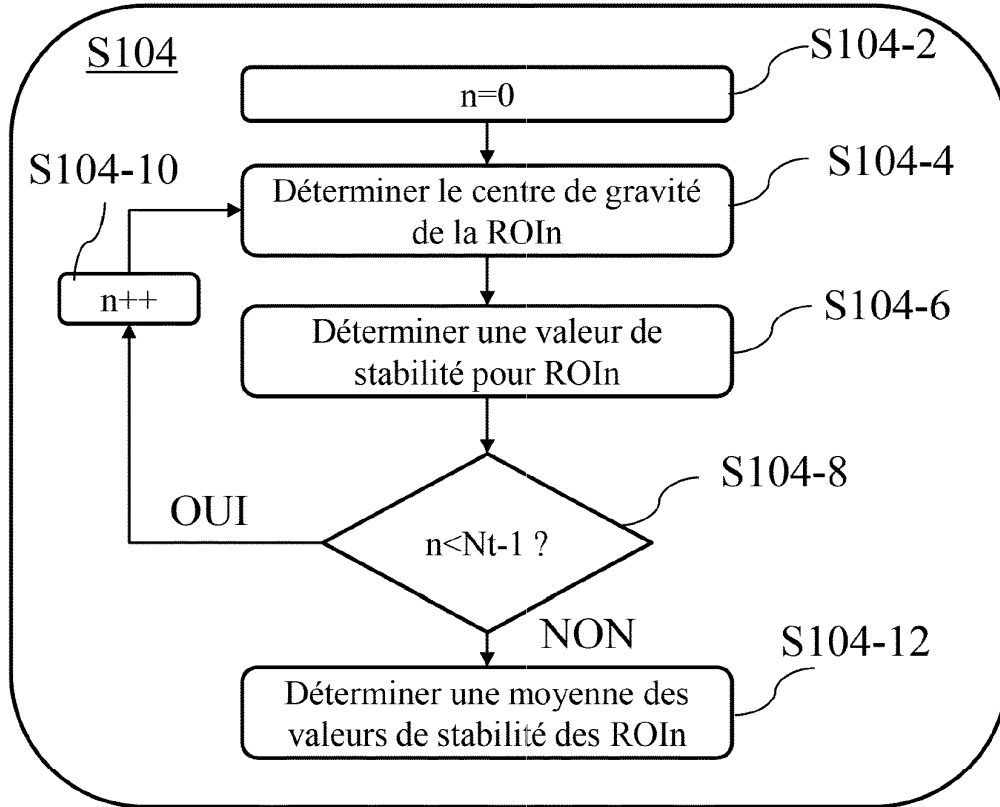 S104
S104-2
n=0
S104-10
S104-4
Déterminer le centre de gravité
de la ROIn
n++
S104-6
Déterminer une valeur de
stabilité pour ROIn
S104-8
OUI
n<Nt-1 ?
NON
S104-12
Déterminer une moyenne des
valeurs de stabilité des ROIn